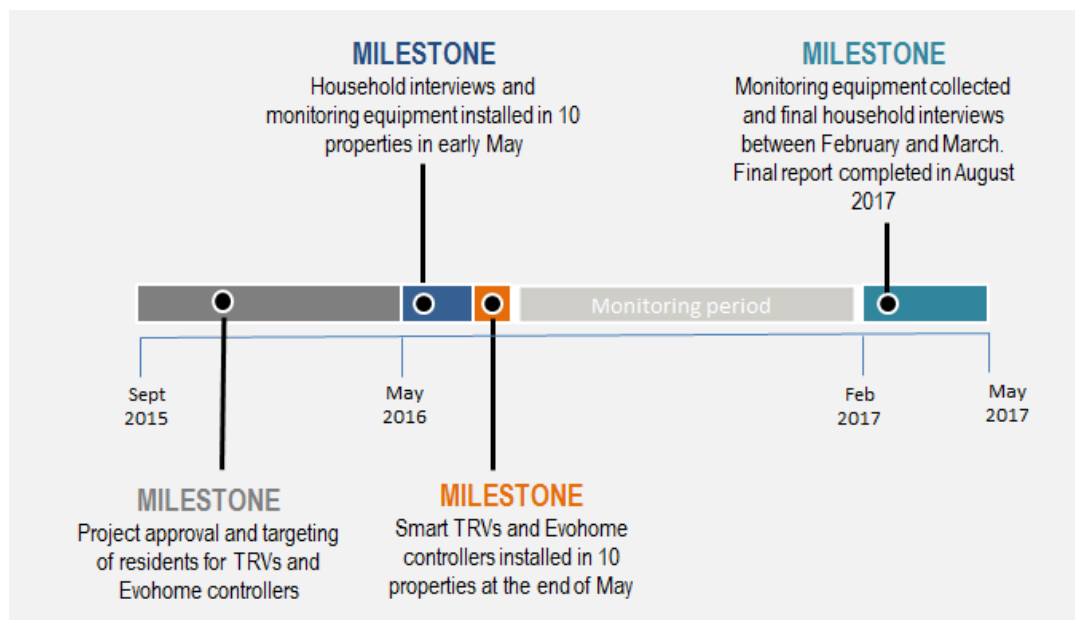 MILESTONE
Household interviews and
monitoring equipment installed in 10
properties in early May
MILESTONE
Monitoring equipment collected
and final household interviews
between February and March.
Final report completed in August
2017
Monitoring period
Sept
2015
May
2016
Feb
2017
May
2017
MILESTONE
Project approval and targeting
of residents for TRVs and
Evohome controllers
MILESTONE
Smart TRVs and Evohome
controllers installed in 10
properties at the end of May